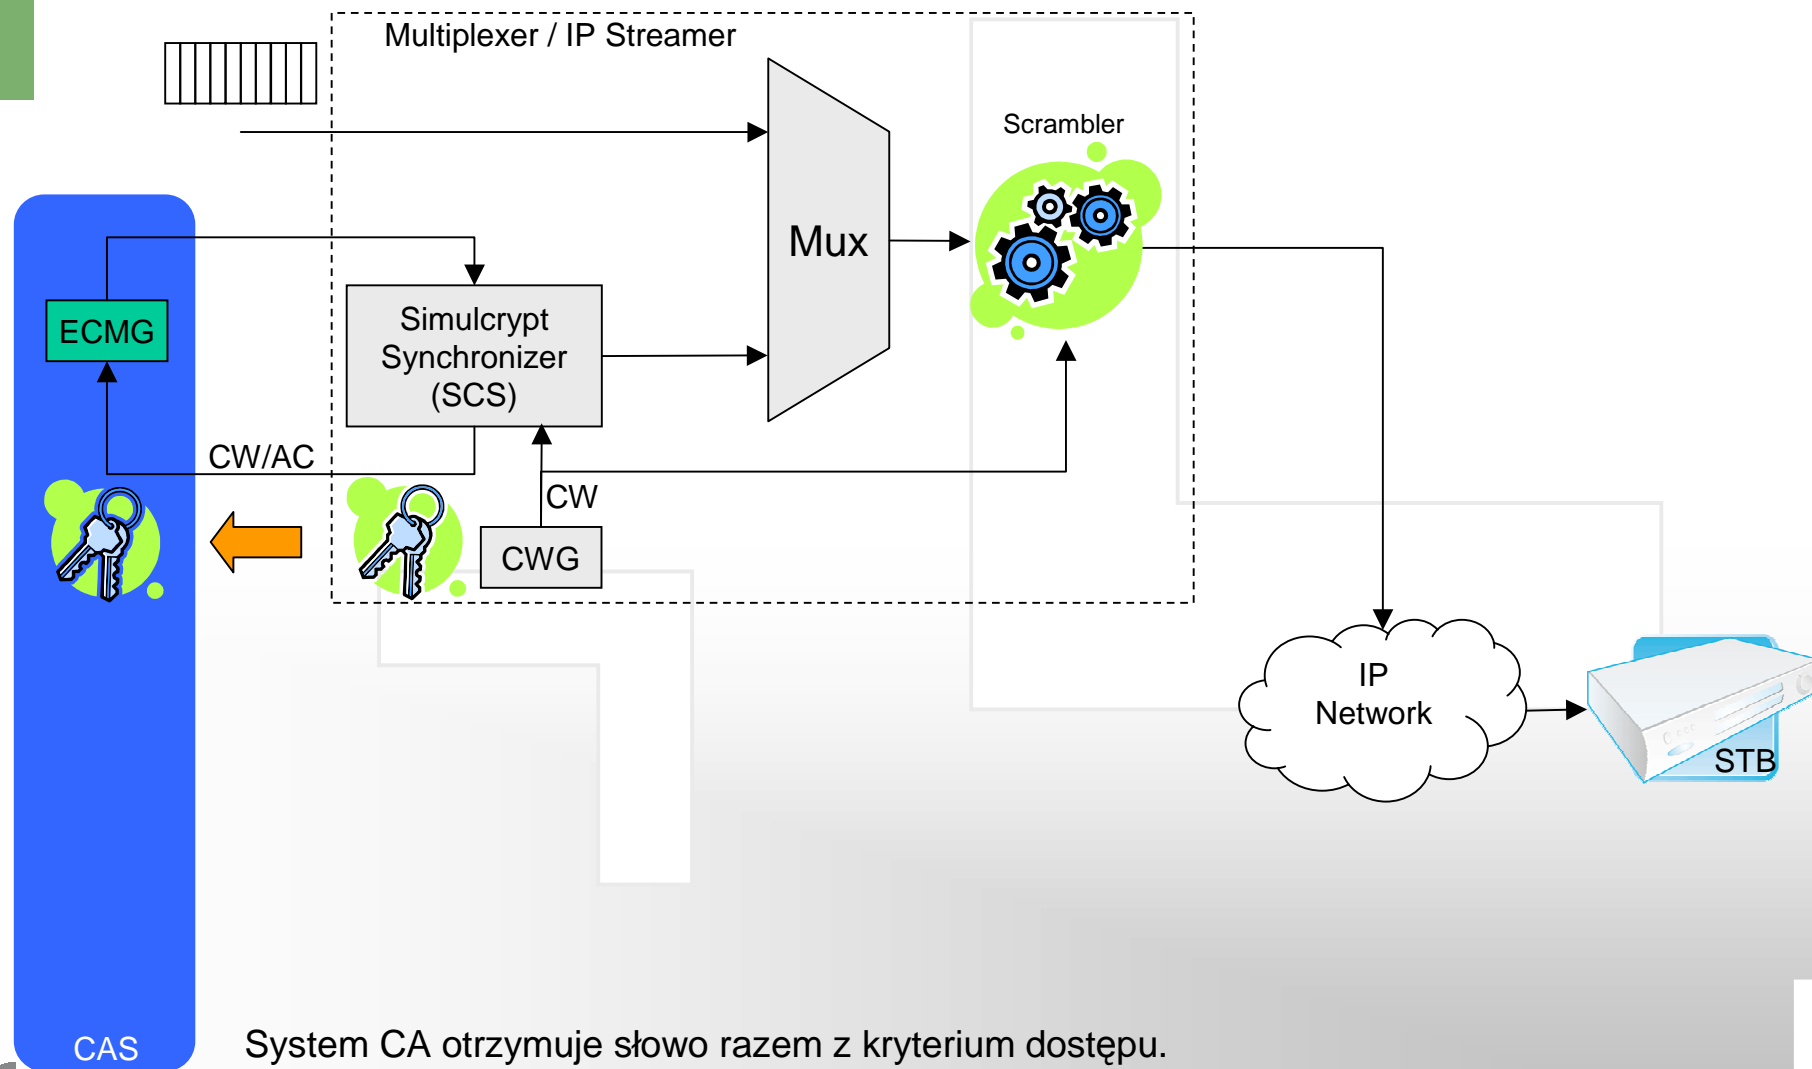 Multiplexer / IP Streamer
Scrambler
Mux
ECMG
Simulcrypt
Synchronizer
(SCS)
CW/AC
CW
CWG
IP
Network
STB
CAS
System CA otrzymuje słowo razem z kryterium dostępu.